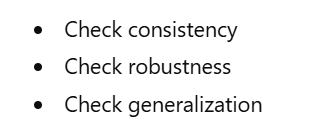 • Check consistency
• Check robustness
• Check generalization